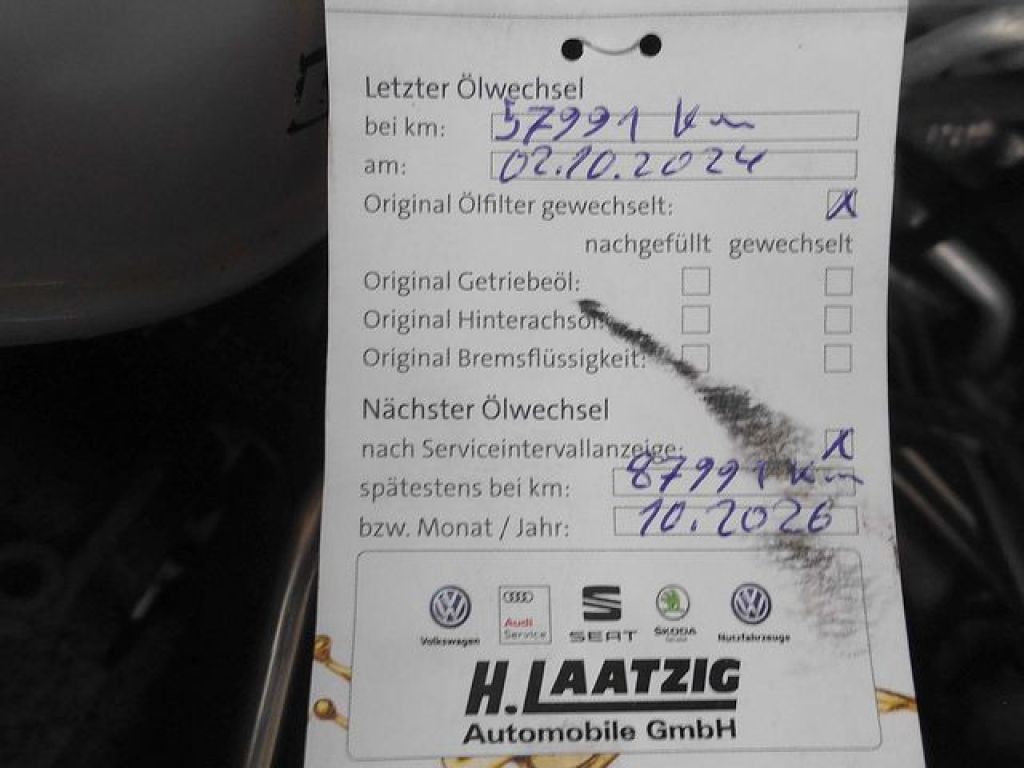 Letzter Ölwechsel
bei km: 57991 km
am: 02.10.2024
Original Ölfilter gewechselt: X
nachgefüllt gewechselt
Original Getriebeöl:
Original Hinterachsöl:
Original Bremsflüssigkeit:
Nächster Ölwechsel
nach Serviceintervallanzeige: X
spätestens bei km: 87991 km
bzw. Monat / Jahr: 10.2026
Volkswagen Audi Service SEAT ŠKODA Nutzfahrzeuge
H. LAATZIG
Automobile GmbH